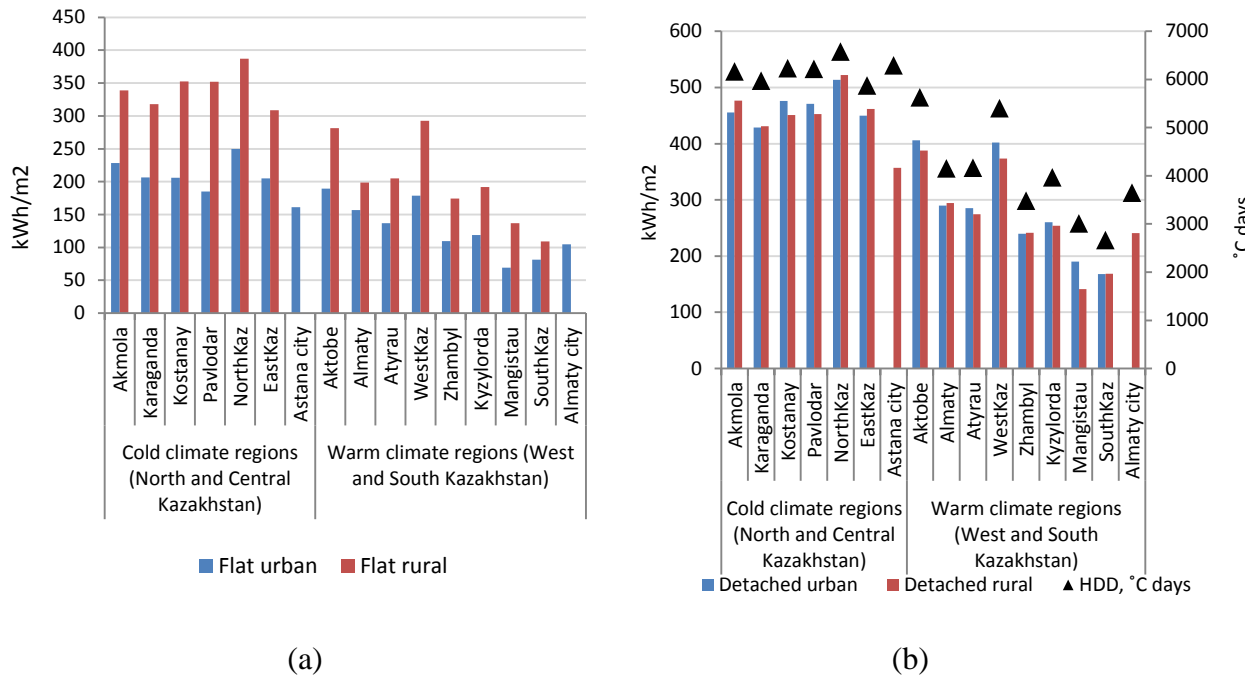 450
400
350
300
250
200
150
100
50
0
kWh/m2
Akmola
Karaganda
Kostanay
Pavlodar
NorthKaz
EastKaz
Astana city
Aktobe
Almaty
Atyrau
WestKaz
Zhambyl
Kyzylorda
Mangistau
SouthKaz
Almaty city
Cold climate regions
(North and Central
Kazakhstan)
Warm climate regions (West
and South Kazakhstan)
Flat urban
Flat rural
(a)
600
500
400
300
200
100
0
kWh/m2
7000
6000
5000
4000
3000
2000
1000
0
˚C days
Akmola
Karaganda
Kostanay
Pavlodar
NorthKaz
EastKaz
Astana city
Aktobe
Almaty
Atyrau
WestKaz
Zhambyl
Kyzylorda
Mangistau
SouthKaz
Almaty city
Cold climate regions
(North and Central
Kazakhstan)
Warm climate regions
(West and South
Kazakhstan)
Detached urban
Detached rural
HDD, ˚C days
(b)